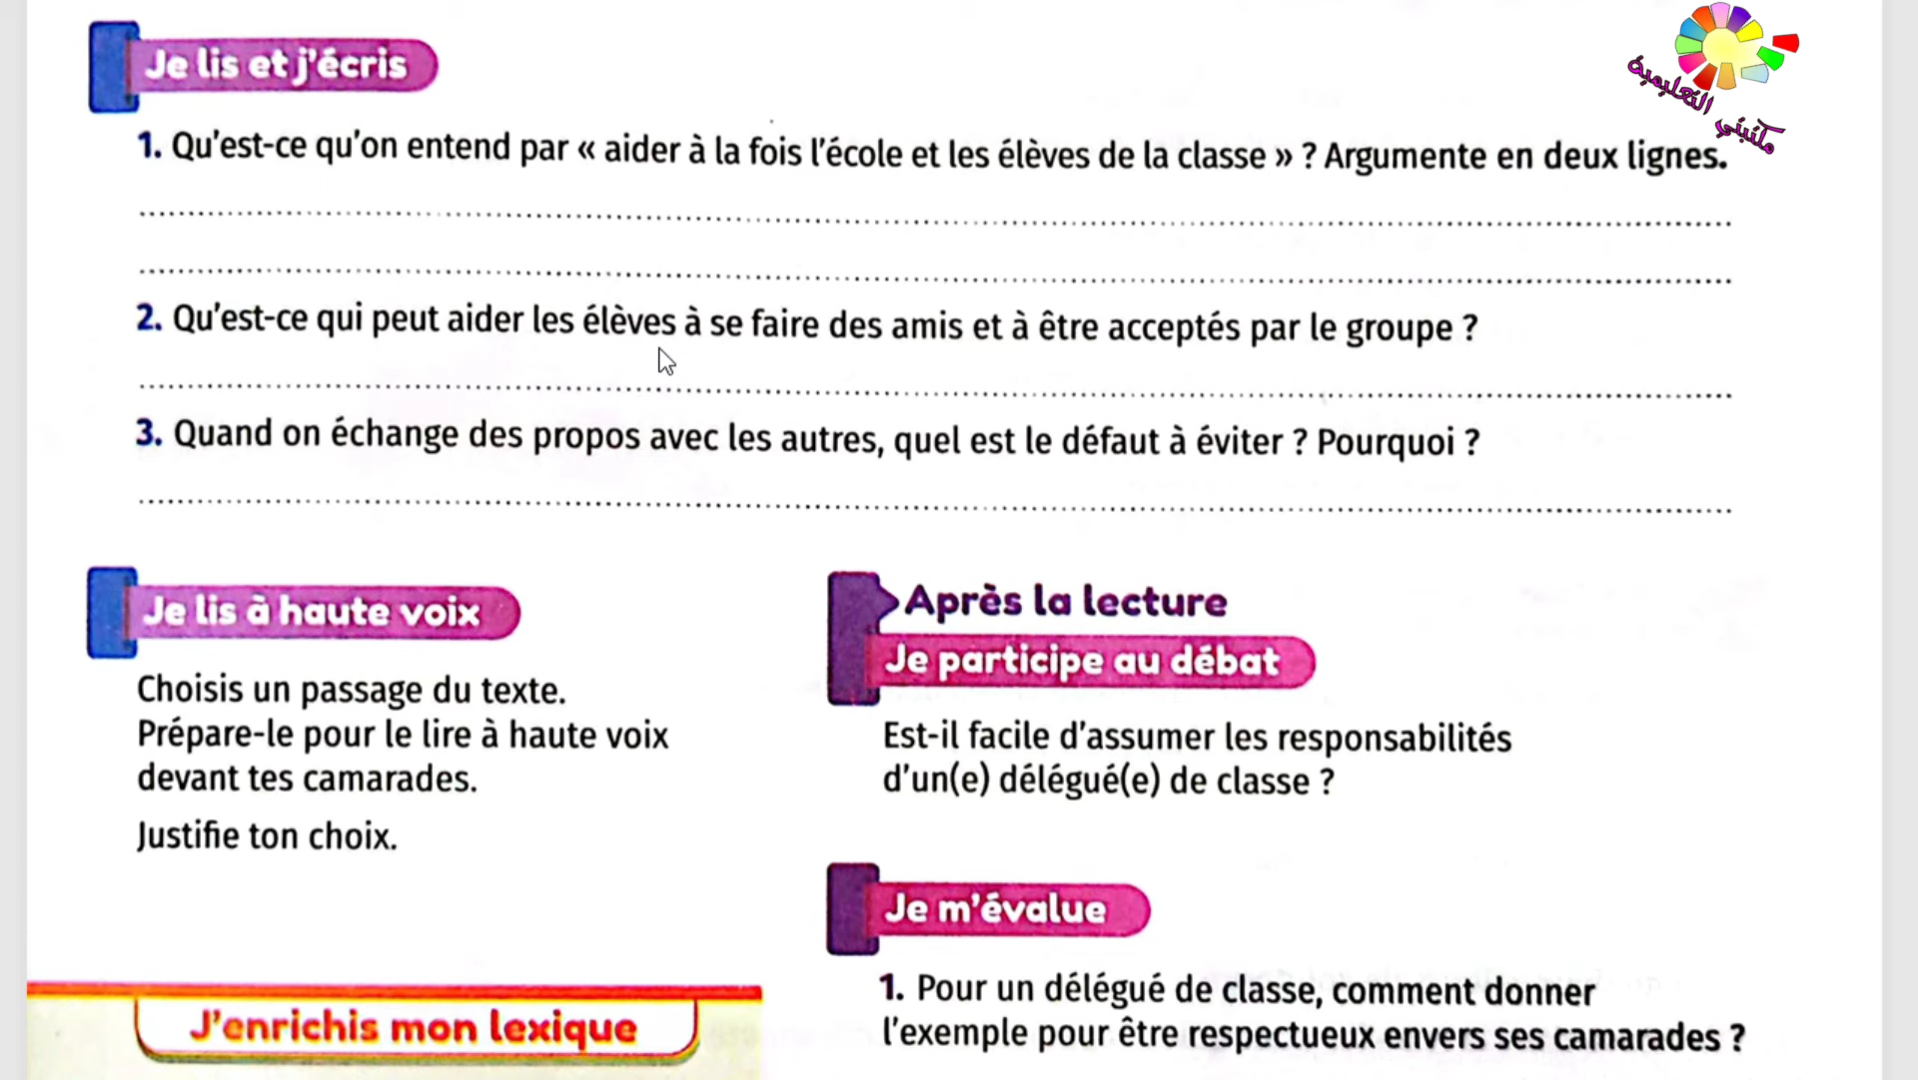 Je lis et j'écris
مكتبتي التعليمية
1. Qu'est-ce qu'on entend par « aider à la fois l'école et les élèves de la classe » ? Argumente en deux lignes.
2. Qu'est-ce qui peut aider les élèves à se faire des amis et à être acceptés par le groupe ?
3. Quand on échange des propos avec les autres, quel est le défaut à éviter ? Pourquoi ?
Je lis à haute voix
Choisis un passage du texte.
Prépare-le pour le lire à haute voix
devant tes camarades.
Justifie ton choix.
Après la lecture
Je participe au débat
Est-il facile d'assumer les responsabilités
d'un(e) délégué(e) de classe ?
Je m'évalue
1. Pour un délégué de classe, comment donner
l'exemple pour être respectueux envers ses camarades ?
J'enrichis mon lexique